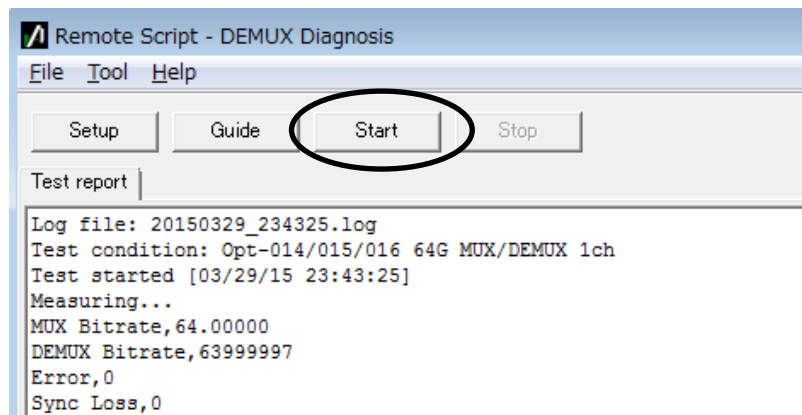 Remote Script - DEMUX Diagnosis
File Tool Help
Setup Guide Start Stop
Test report
Log file: 20150329_234325.log
Test condition: Opt-014/015/016 64G MUX/DEMUX 1ch
Test started [03/29/15 23:43:25]
Measuring...
MUX Bitrate,64.00000
DEMUX Bitrate,63999997
Error,0
Sync Loss,0